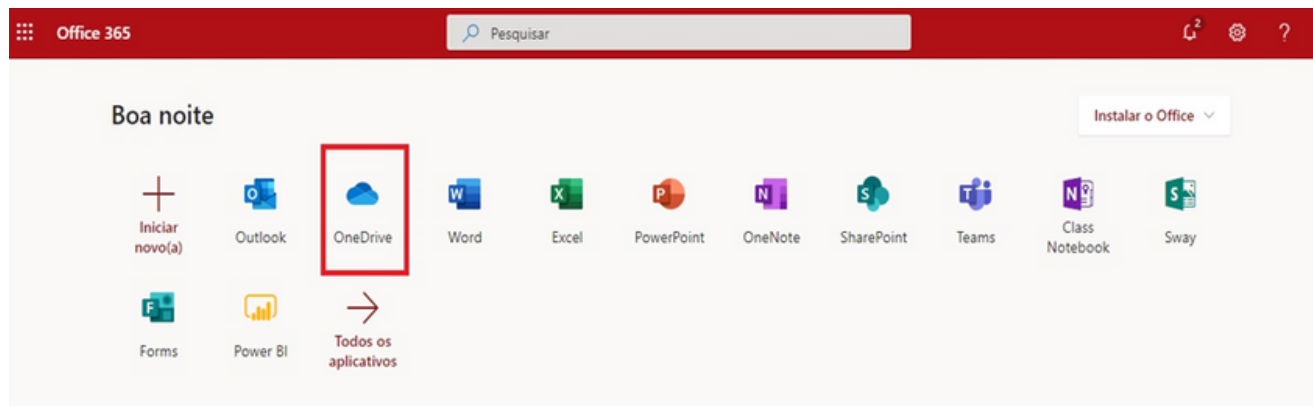 Office 365
Pesquisar
2
?
Boa noite
Instalar o Office
Iniciar
novo(a)
Outlook
OneDrive
Word
Excel
PowerPoint
OneNote
SharePoint
Teams
Class
Notebook
Sway
Forms
Power BI
Todos os
aplicativos